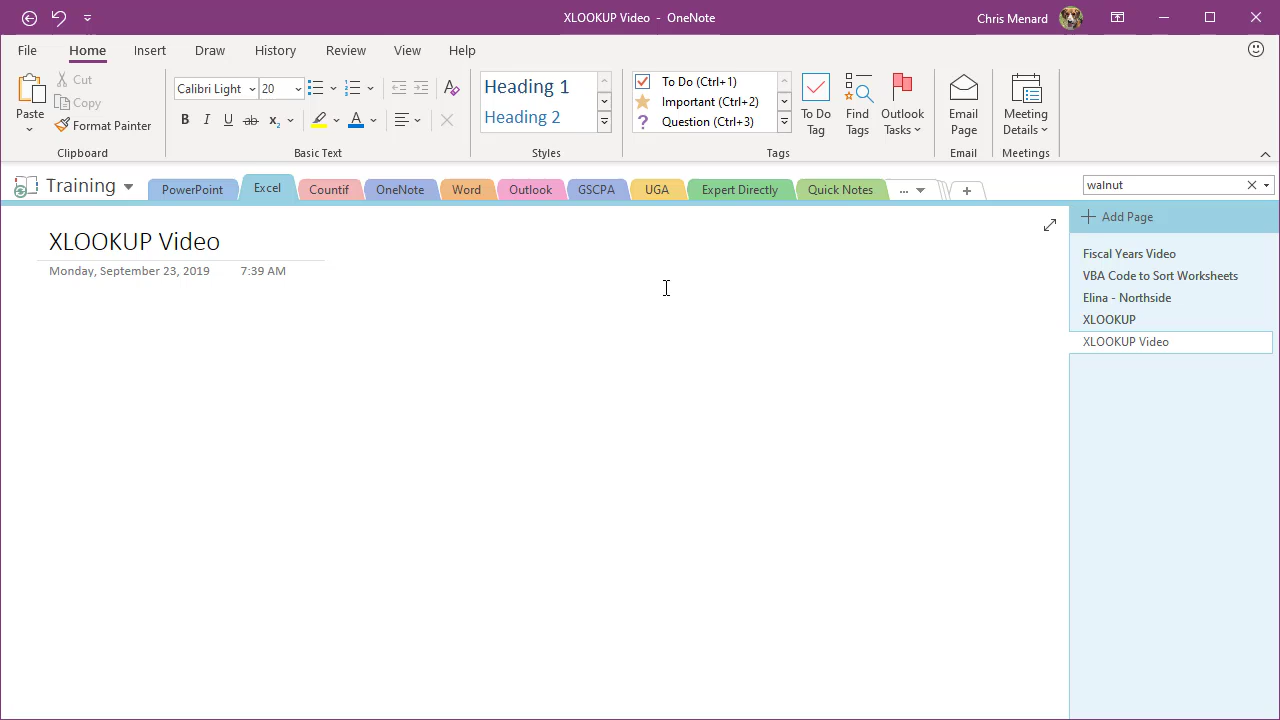 XLOOKUP Video - OneNote
Chris Menard
File Home Insert Draw History Review View Help
Paste
Cut
Copy
Format Painter
Clipboard
Calibri Light 20
B I U ab x₂ A
Basic Text
Heading 1
Heading 2
Styles
To Do (Ctrl+1)
Important (Ctrl+2)
? Question (Ctrl+3)
To Do Tag
Find Tags
Outlook Tasks
Tags
Email Page
Email
Meeting Details
Meetings
Training
PowerPoint Excel Countif OneNote Word Outlook GSCPA UGA Expert Directly Quick Notes ...
walnut
Add Page
XLOOKUP Video
Monday, September 23, 2019 7:39 AM
Fiscal Years Video
VBA Code to Sort Worksheets
Elina - Northside
XLOOKUP
XLOOKUP Video